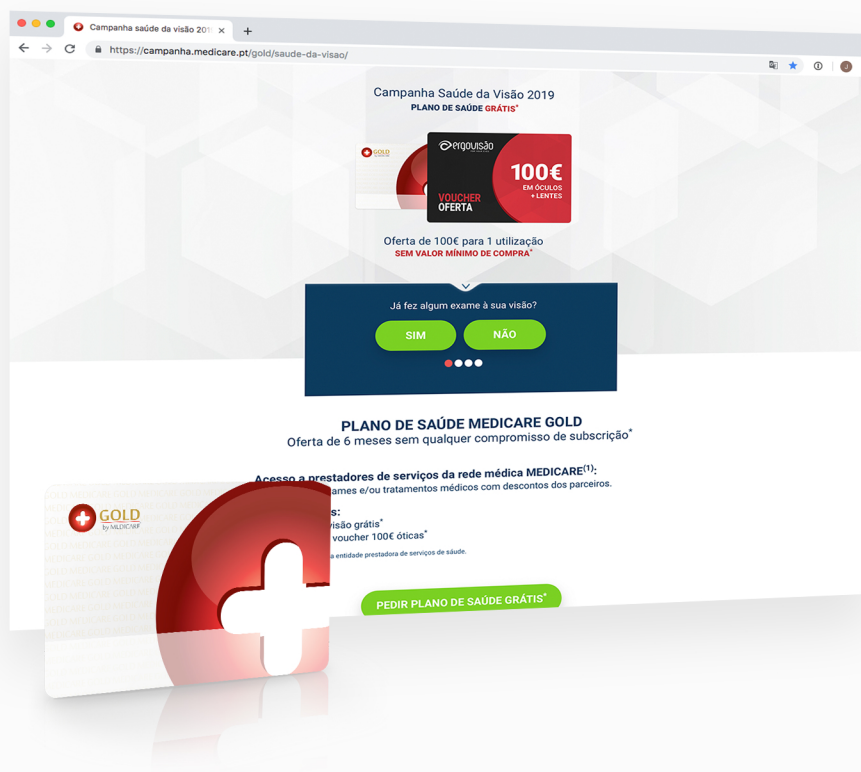 Campanha saúde da visão 201
https://campanha.medicare.pt/gold/saude-da-visao/
Campanha Saúde da Visão 2019
PLANO DE SAÚDE GRÁTIS*
GOLD
ergovisão
100€
EM ÓCULOS
+ LENTES
VOUCHER
OFERTA
Oferta de 100€ para 1 utilização
SEM VALOR MÍNIMO DE COMPRA*
Já fez algum exame à sua visão?
SIM
NÃO
PLANO DE SAÚDE MEDICARE GOLD
Oferta de 6 meses sem qualquer compromisso de subscrição*
Acesso a prestadores de serviços da rede médica MEDICARE(1):
ames e/ou tratamentos médicos com descontos dos parceiros.
s:
visão grátis*
voucher 100€ óticas*
a entidade prestadora de serviços de sáude.
PEDIR PLANO DE SAÚDE GRÁTIS*
GOLD
by MEDICARE